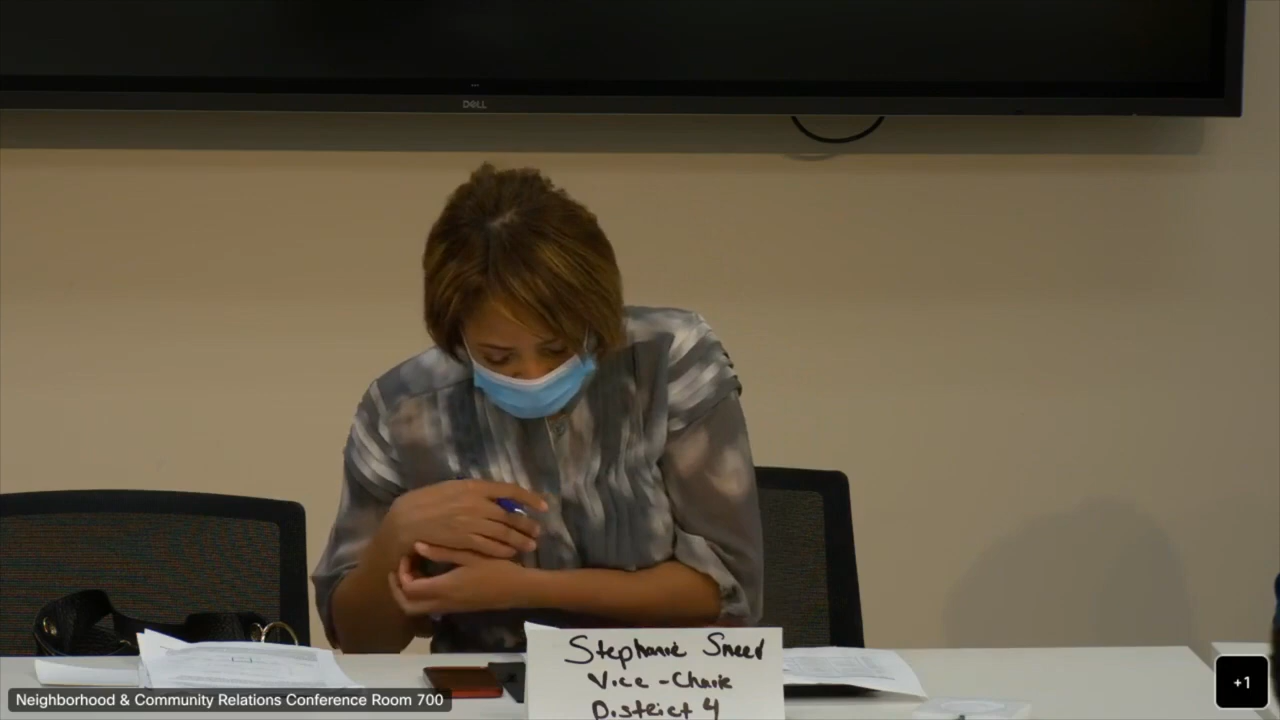 DELL
Stephanie Sneed
Vice-Chair
District 4
Neighborhood & Community Relations Conference Room 700
+1